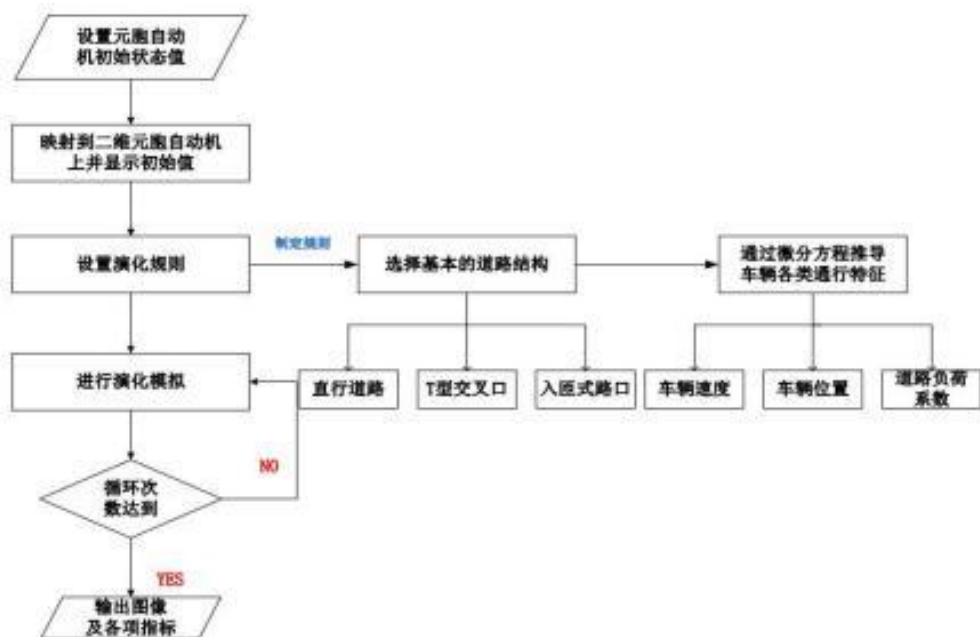 设置元胞自动
机初始状态值
映射到二维元胞自动机
上并显示初始值
设置演化规则
制定规则
选择基本的道路结构
通过微分方程推导
车辆各类通行特征
进行演化模拟
直行道路
T型交叉口
入匝式路口
车辆速度
车辆位置
道路负荷
系数
NO
循环次
数达到
YES
输出图像
及各项指标